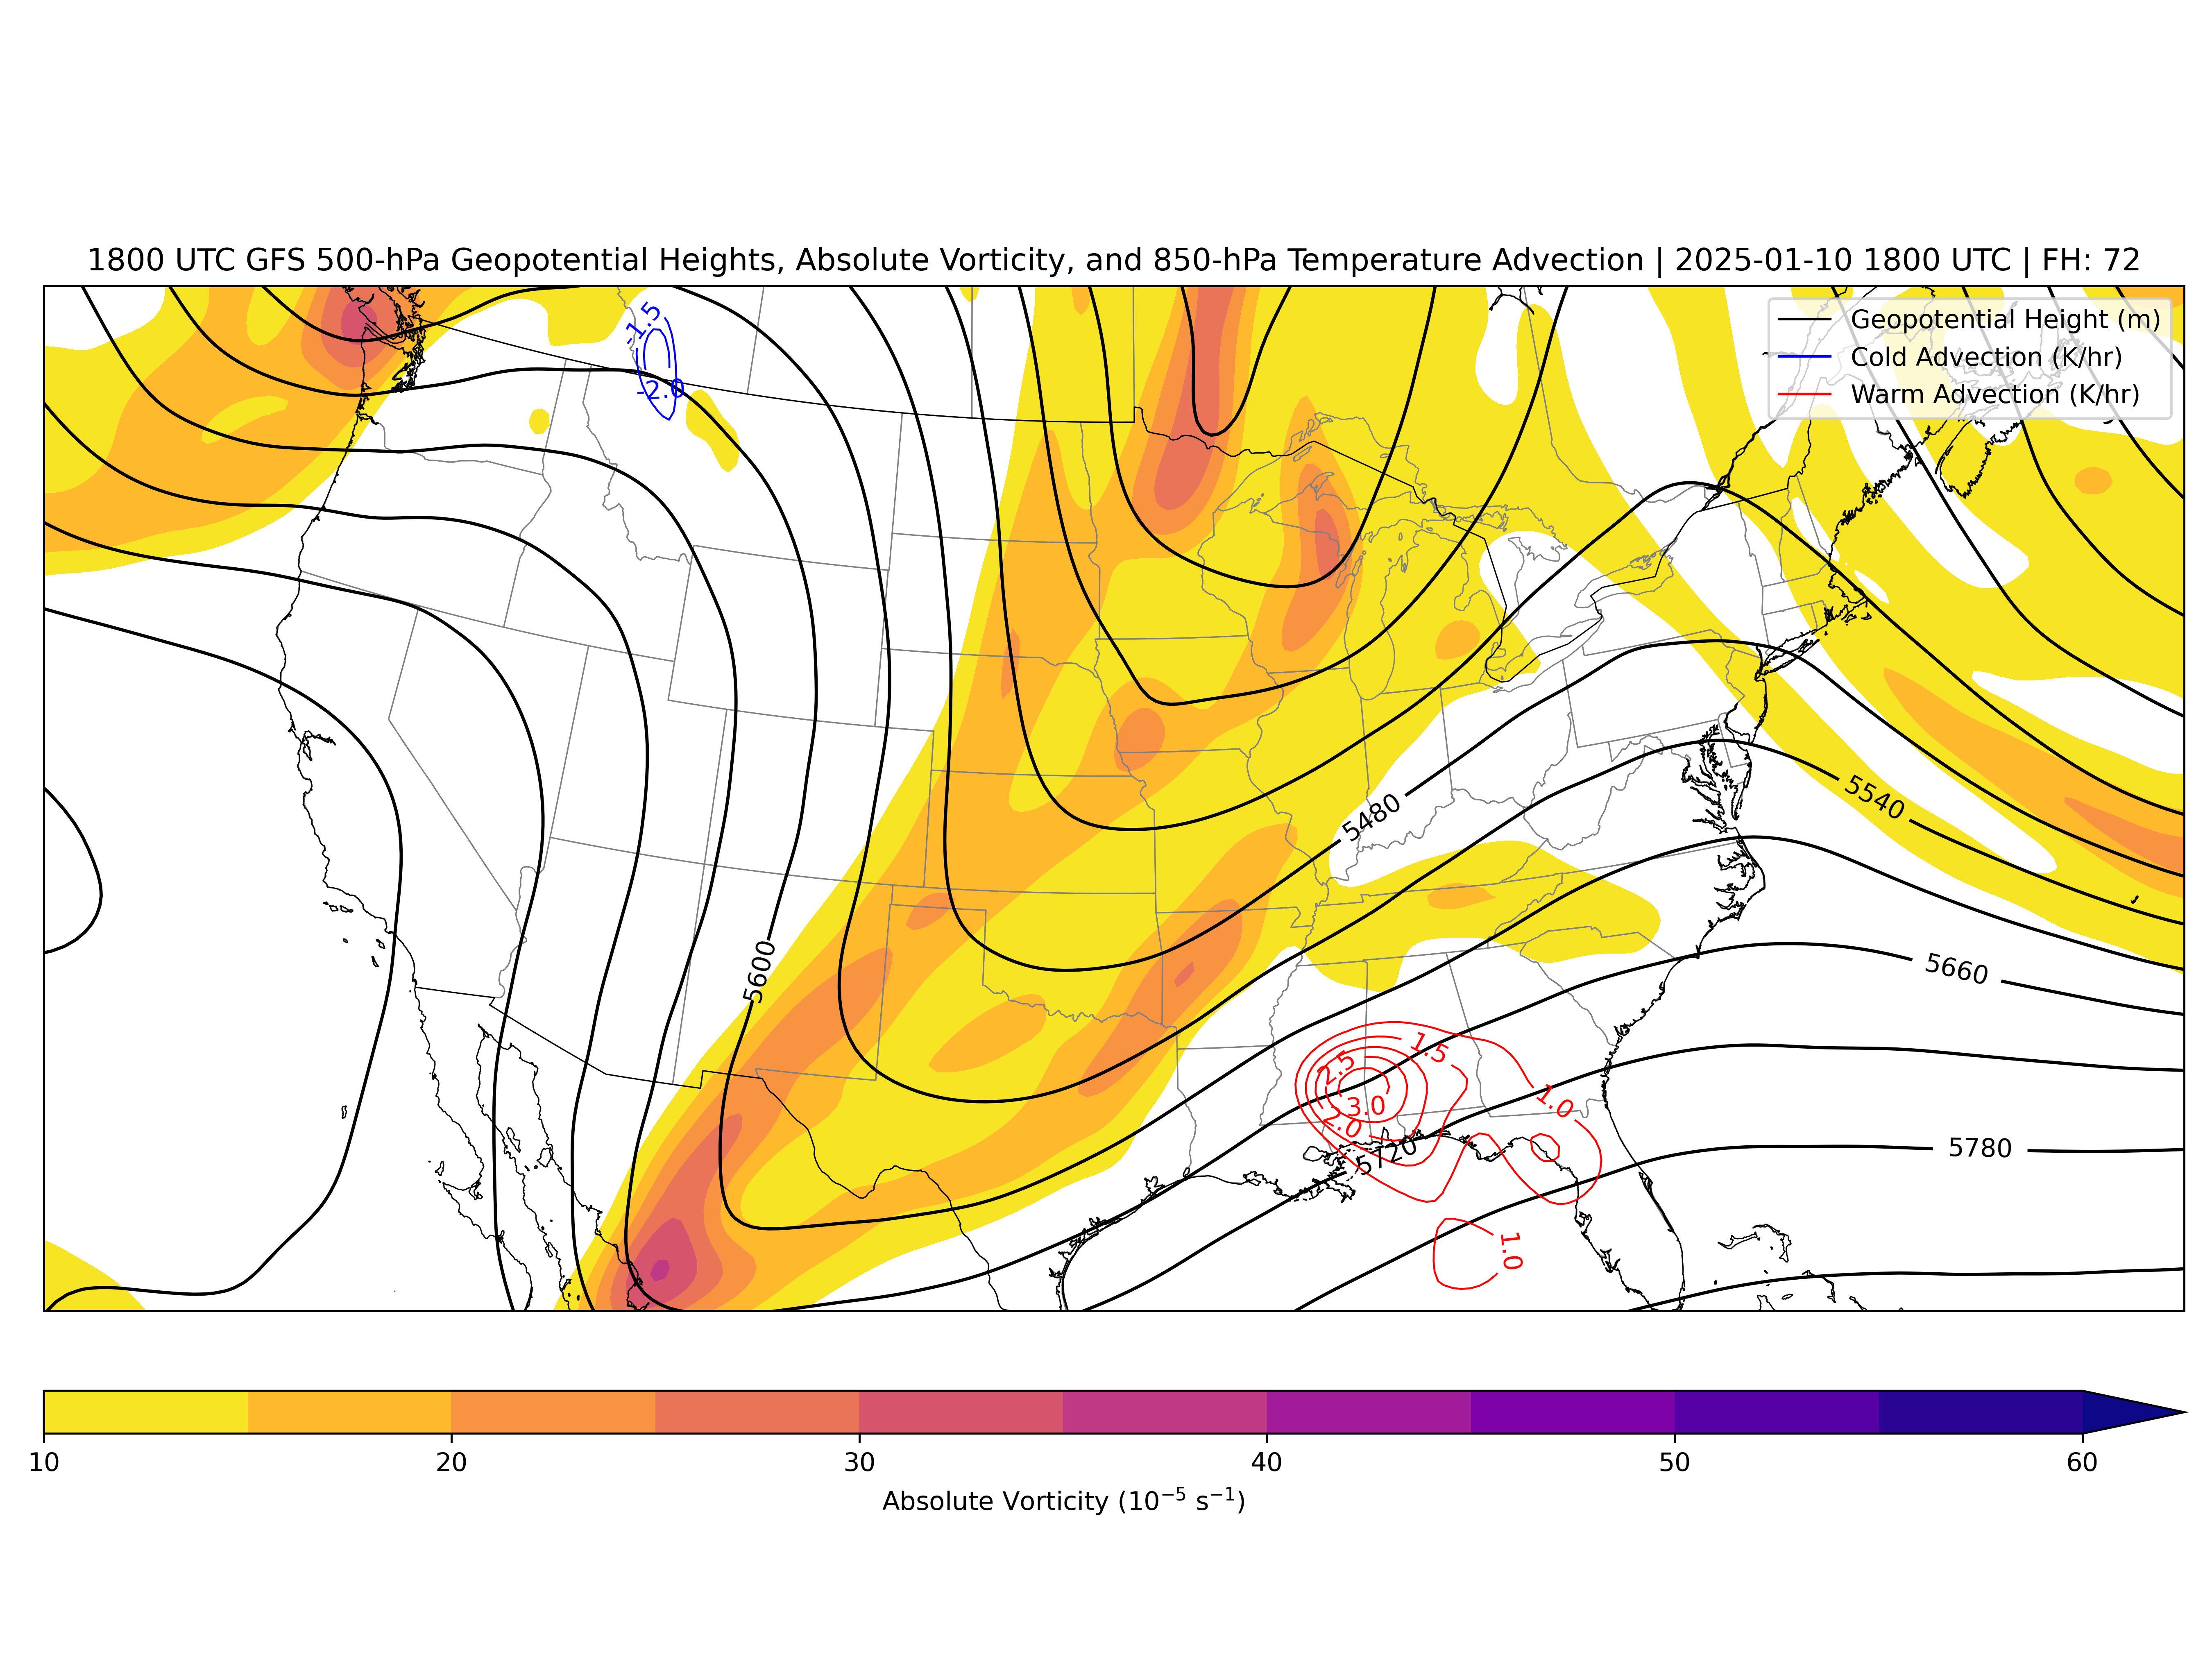 1800 UTC GFS 500-hPa Geopotential Heights, Absolute Vorticity, and 850-hPa Temperature Advection | 2025-01-10 1800 UTC | FH: 72
Geopotential Height (m)
Cold Advection (K/hr)
Warm Advection (K/hr)
-1.5
-2.0
5480
5540
5600
5660
1.5
2.5
3.0
2.0
1.0
5720
5780
1.0
10 20 30 40 50 60
Absolute Vorticity (10⁻⁵ s⁻¹)